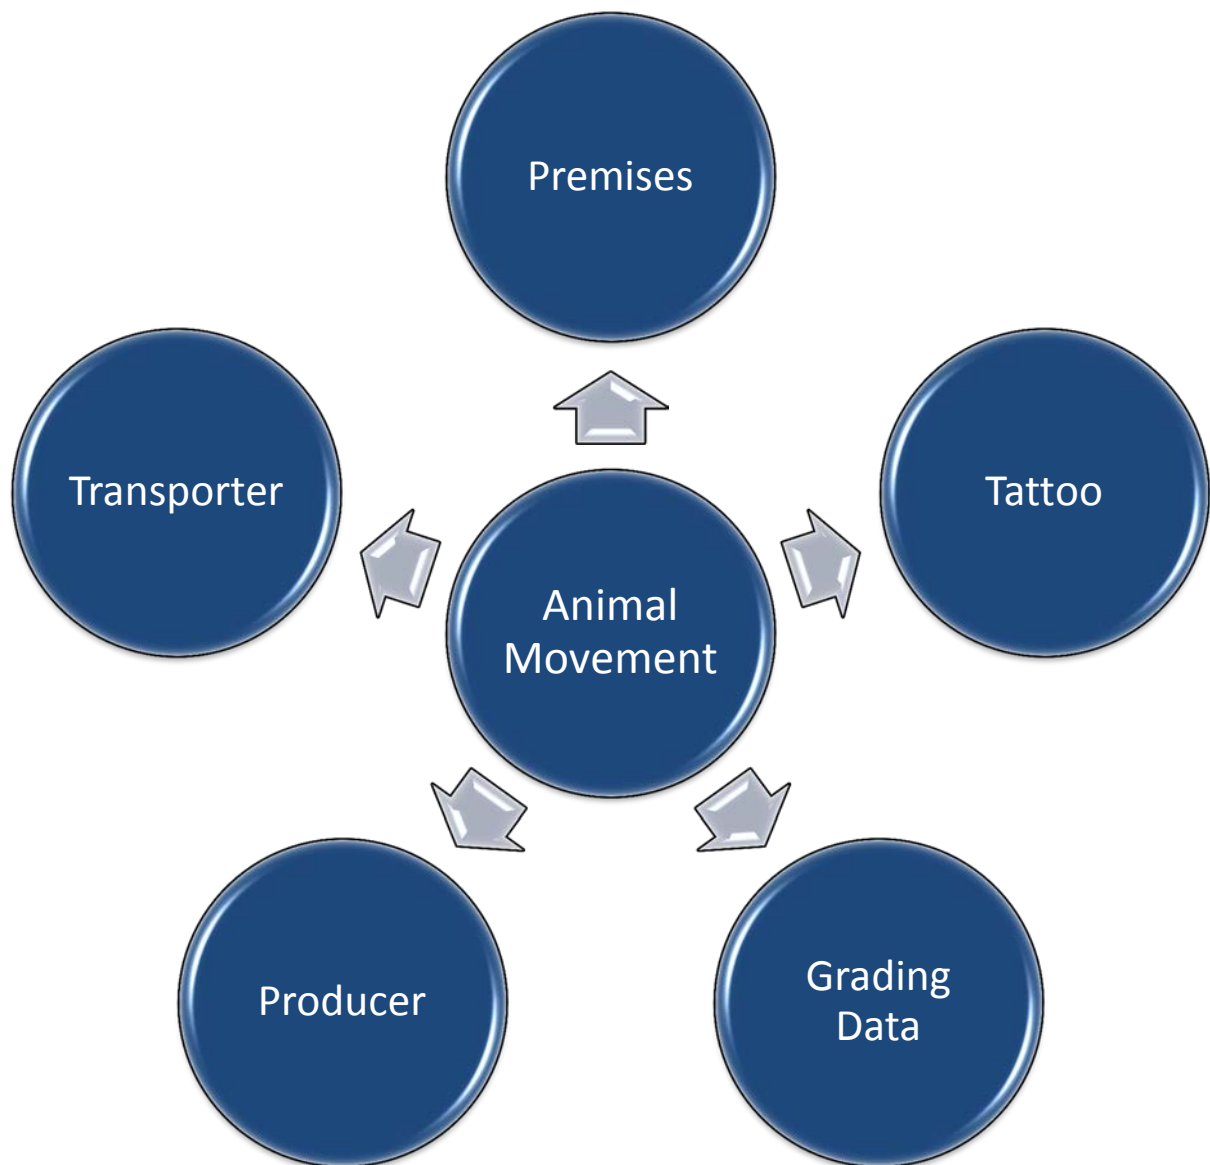 Premises
Transporter
Tattoo
Animal
Movement
Producer
Grading
Data